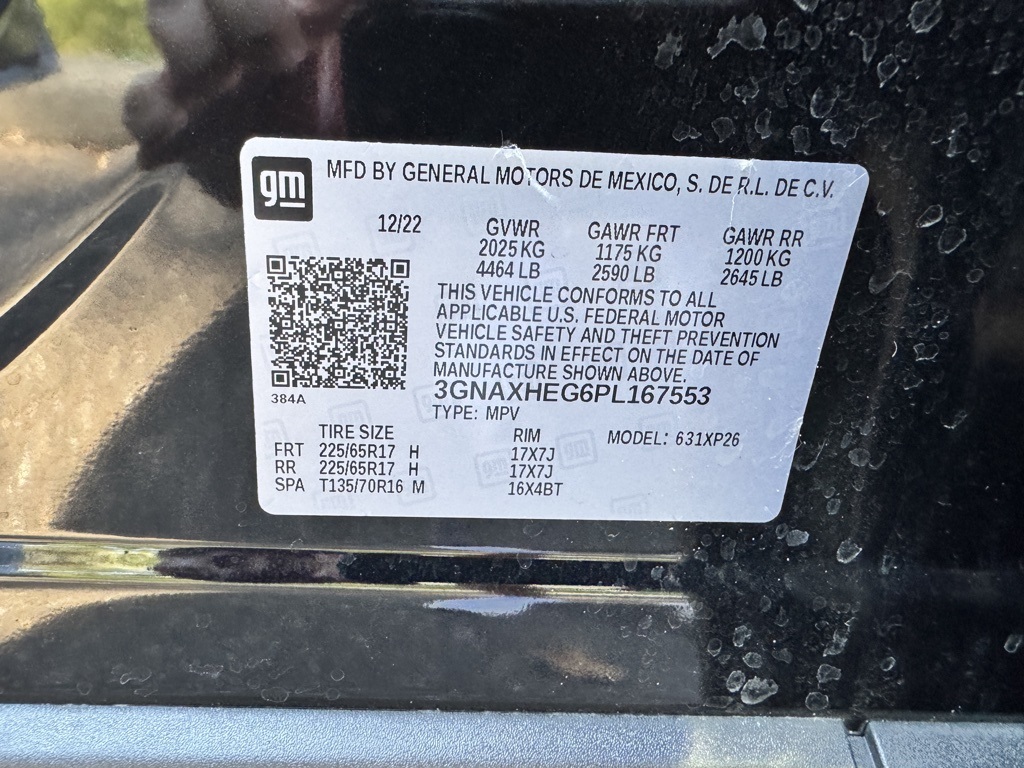 gm MFD BY GENERAL MOTORS DE MEXICO, S. DE R.L. DE C.V.
12/22 GVWR GAWR FRT GAWR RR
2025 KG 1175 KG 1200 KG
4464 LB 2590 LB 2645 LB
THIS VEHICLE CONFORMS TO ALL
APPLICABLE U.S. FEDERAL MOTOR
VEHICLE SAFETY AND THEFT PREVENTION
STANDARDS IN EFFECT ON THE DATE OF
MANUFACTURE SHOWN ABOVE.
384A 3GNAXHEG6PL167553
TYPE: MPV
TIRE SIZE RIM MODEL: 631XP26
FRT 225/65R17 H 17X7J
RR 225/65R17 H 17X7J
SPA T135/70R16 M 16X4BT